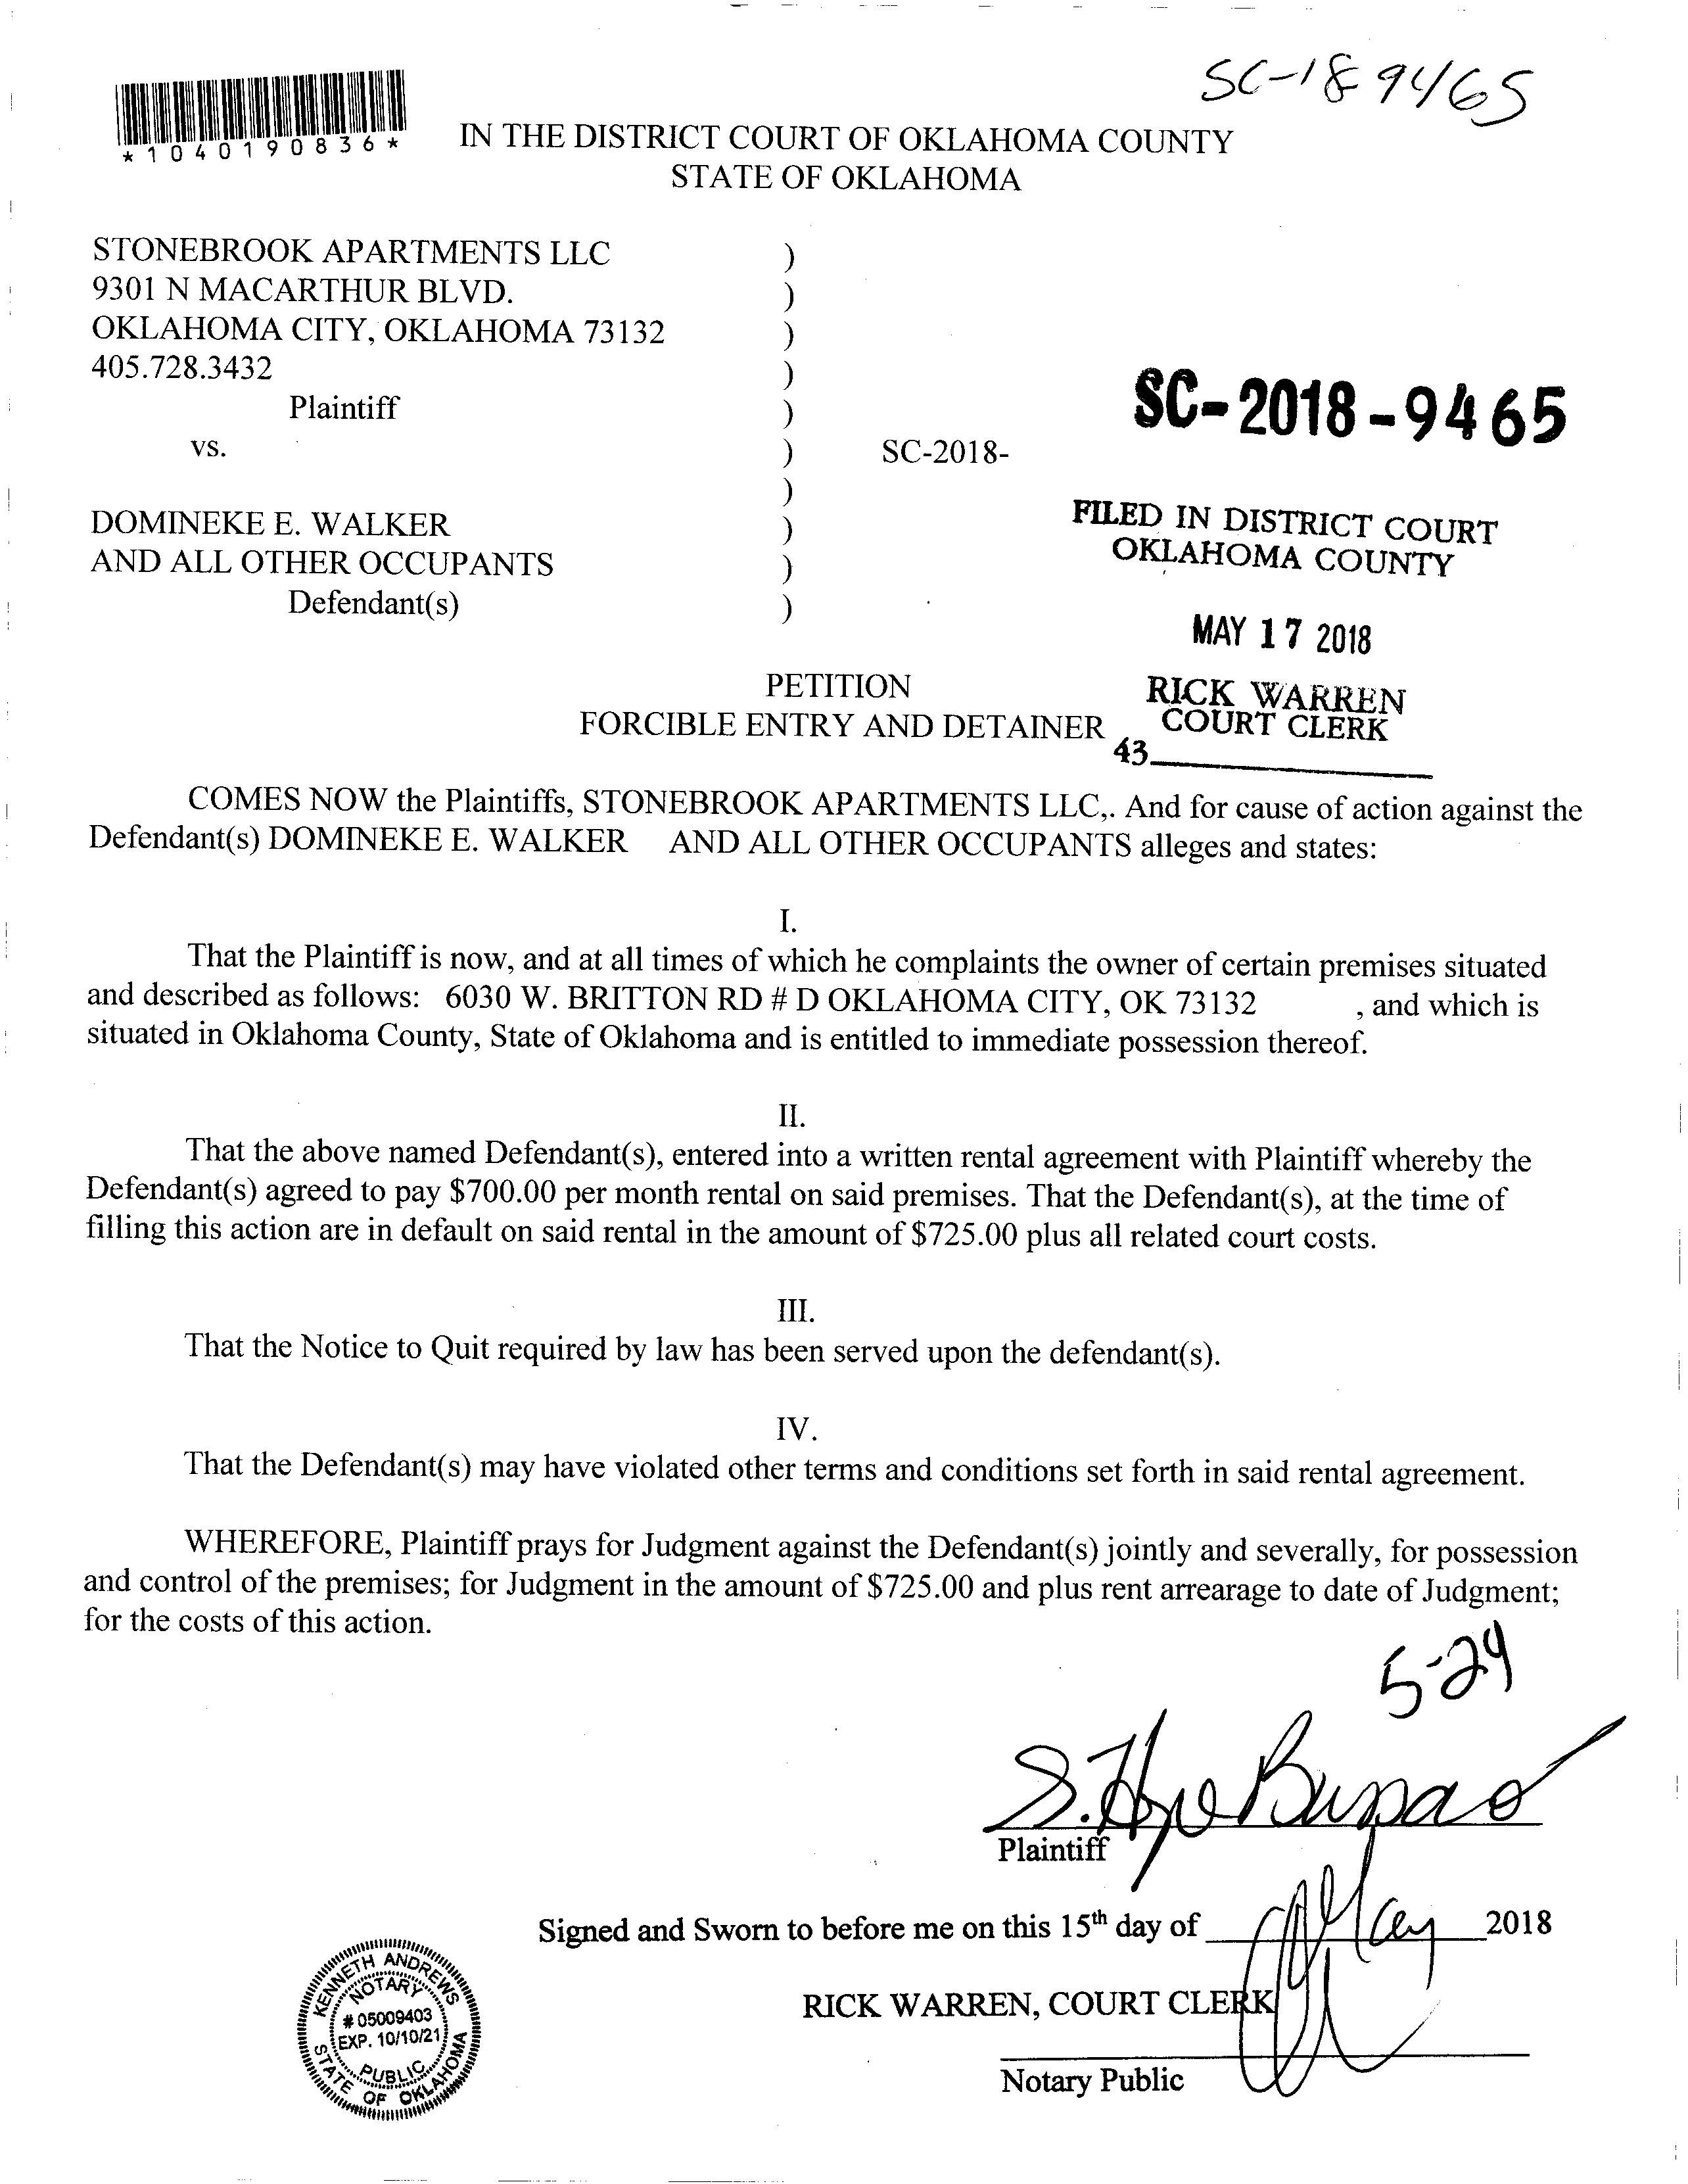 SC-18 9465
*1040190836*
IN THE DISTRICT COURT OF OKLAHOMA COUNTY
STATE OF OKLAHOMA
STONEBROOK APARTMENTS LLC )
9301 N MACARTHUR BLVD. )
OKLAHOMA CITY, OKLAHOMA 73132 )
405.728.3432 )
Plaintiff )
SC-2018-9465
vs. ) SC-2018-
)
DOMINEKE E. WALKER )
AND ALL OTHER OCCUPANTS )
Defendant(s) )
FILED IN DISTRICT COURT
OKLAHOMA COUNTY
MAY 17 2018
RICK WARREN
COURT CLERK
43
PETITION
FORCIBLE ENTRY AND DETAINER
COMES NOW the Plaintiffs, STONEBROOK APARTMENTS LLC,. And for cause of action against the
Defendant(s) DOMINEKE E. WALKER AND ALL OTHER OCCUPANTS alleges and states:
I.
That the Plaintiff is now, and at all times of which he complaints the owner of certain premises situated
and described as follows: 6030 W. BRITTON RD # D OKLAHOMA CITY, OK 73132 , and which is
situated in Oklahoma County, State of Oklahoma and is entitled to immediate possession thereof.
II.
That the above named Defendant(s), entered into a written rental agreement with Plaintiff whereby the
Defendant(s) agreed to pay $700.00 per month rental on said premises. That the Defendant(s), at the time of
filling this action are in default on said rental in the amount of $725.00 plus all related court costs.
III.
That the Notice to Quit required by law has been served upon the defendant(s).
IV.
That the Defendant(s) may have violated other terms and conditions set forth in said rental agreement.
WHEREFORE, Plaintiff prays for Judgment against the Defendant(s) jointly and severally, for possession
and control of the premises; for Judgment in the amount of $725.00 and plus rent arrearage to date of Judgment;
for the costs of this action.
5-24
S.
Plaintiff
Signed and Sworn to before me on this 15th day of May 2018
RICK WARREN, COURT CLERK
Notary Public
KENNETH ANDREWS
NOTARY
# 05009403
EXP. 10/10/21
PUBLIC
STATE OF OKLAHOMA